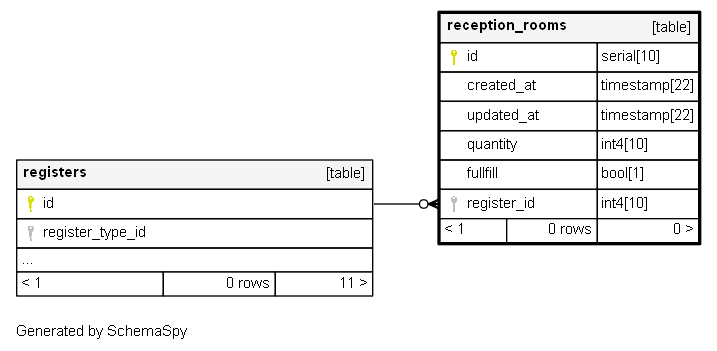 reception_rooms [table]
id serial[10]
created_at timestamp[22]
updated_at timestamp[22]
quantity int4[10]
fullfill bool[1]
register_id int4[10]
< 1 0 rows 0 >
registers [table]
id
register_type_id
...
< 1 0 rows 11 >
Generated by SchemaSpy